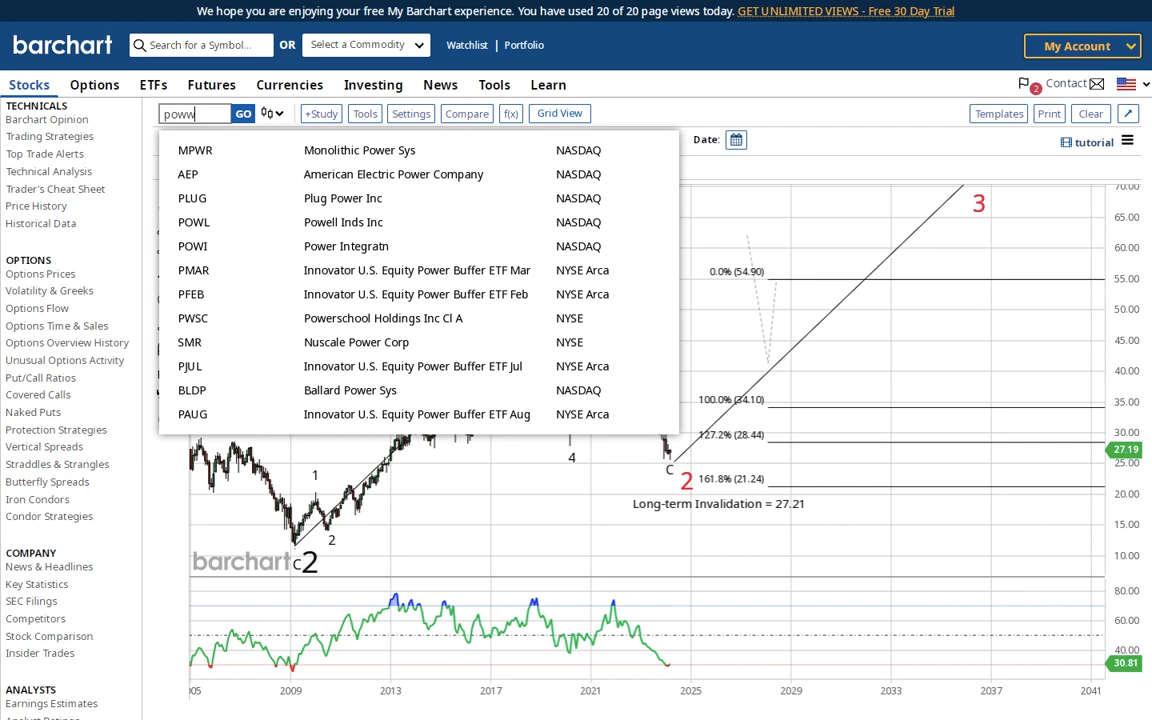 We hope you are enjoying your free My Barchart experience. You have used 20 of 20 page views today. GET UNLIMITED VIEWS - Free 30 Day Trial
barchart Search for a Symbol... OR Select a Commodity Watchlist | Portfolio My Account
Stocks Options ETFs Futures Currencies Investing News Tools Learn 2 Contact
TECHNICALS
Barchart Opinion
Trading Strategies
Top Trade Alerts
Technical Analysis
Trader's Cheat Sheet
Price History
Historical Data
OPTIONS
Options Prices
Volatility & Greeks
Options Flow
Options Time & Sales
Options Overview History
Unusual Options Activity
Put/Call Ratios
Covered Calls
Naked Puts
Protection Strategies
Vertical Spreads
Straddles & Strangles
Butterfly Spreads
Iron Condors
Condor Strategies
COMPANY
News & Headlines
Key Statistics
SEC Filings
Competitors
Stock Comparison
Insider Trades
ANALYSTS
Earnings Estimates
poww GO +Study Tools Settings Compare f(x) Grid View Templates Print Clear
Date: tutorial
MPWR Monolithic Power Sys NASDAQ
AEP American Electric Power Company NASDAQ
PLUG Plug Power Inc NASDAQ
POWL Powell Inds Inc NASDAQ
POWI Power Integratn NASDAQ
PMAR Innovator U.S. Equity Power Buffer ETF Mar NYSE Arca
PFEB Innovator U.S. Equity Power Buffer ETF Feb NYSE Arca
PWSC Powerschool Holdings Inc Cl A NYSE
SMR Nuscale Power Corp NYSE
PJUL Innovator U.S. Equity Power Buffer ETF Jul NYSE Arca
BLDP Ballard Power Sys NASDAQ
PAUG Innovator U.S. Equity Power Buffer ETF Aug NYSE Arca
70.00
3
65.00
60.00
0.0% (54.90) 55.00
50.00
45.00
40.00
100.0% (34.10) 35.00
127.2% (28.44) 30.00
27.19
4
C 25.00
1 2 161.8% (21.24) 20.00
Long-term Invalidation = 27.21
15.00
2
barchart C 2 10.00
80.00
60.00
40.00
30.81
05 2009 2013 2017 2021 2025 2029 2033 2037 2041